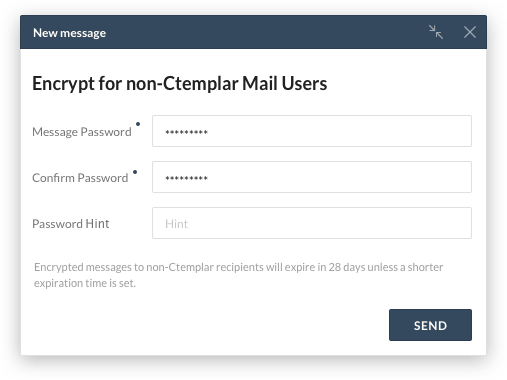 New message
Encrypt for non-Ctemplar Mail Users
Message Password •
*********
Confirm Password •
*********
Password Hint
Hint
Encrypted messages to non-Ctemplar recipients will expire in 28 days unless a shorter
expiration time is set.
SEND